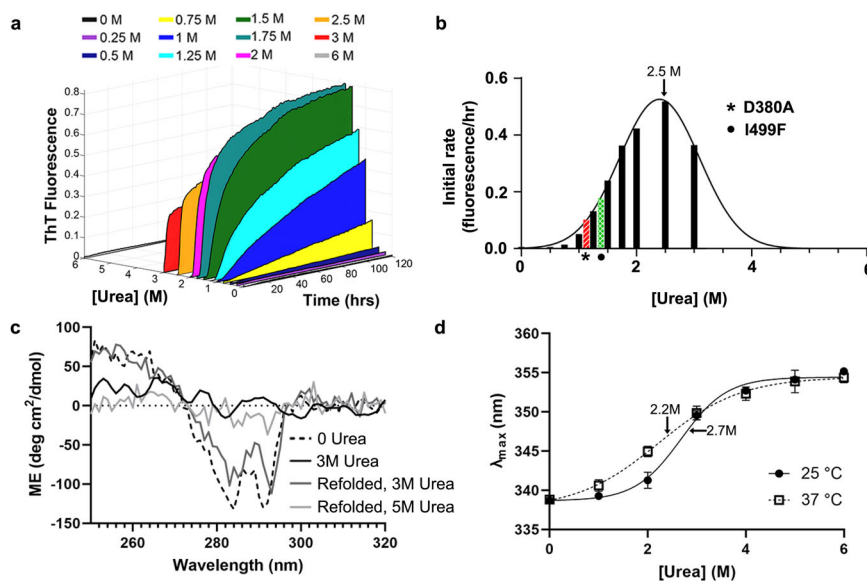 a
0 M 0.75 M 1.5 M 2.5 M
0.25 M 1 M 1.75 M 3 M
0.5 M 1.25 M 2 M 6 M
ThT Fluorescence
0.8
0.7
0.6
0.5
0.4
0.3
0.2
0.1
0
6 5 4 3 2 1 0
20 40 60 80 100 120
[Urea] (M)
Time (hrs)
b
2.5 M
* D380A
● I499F
Initial rate
(fluorescence/hr)
0.6
0.4
0.2
0.0
0 2 4 6
* ●
[Urea] (M)
c
ME (deg cm²/dmol)
100
50
0
-50
-100
-150
0 Urea
3M Urea
Refolded, 3M Urea
Refolded, 5M Urea
260 280 300 320
Wavelength (nm)
d
λmax (nm)
360
355
350
345
340
335
2.2M
2.7M
25 °C
37 °C
0 2 4 6
[Urea] (M)